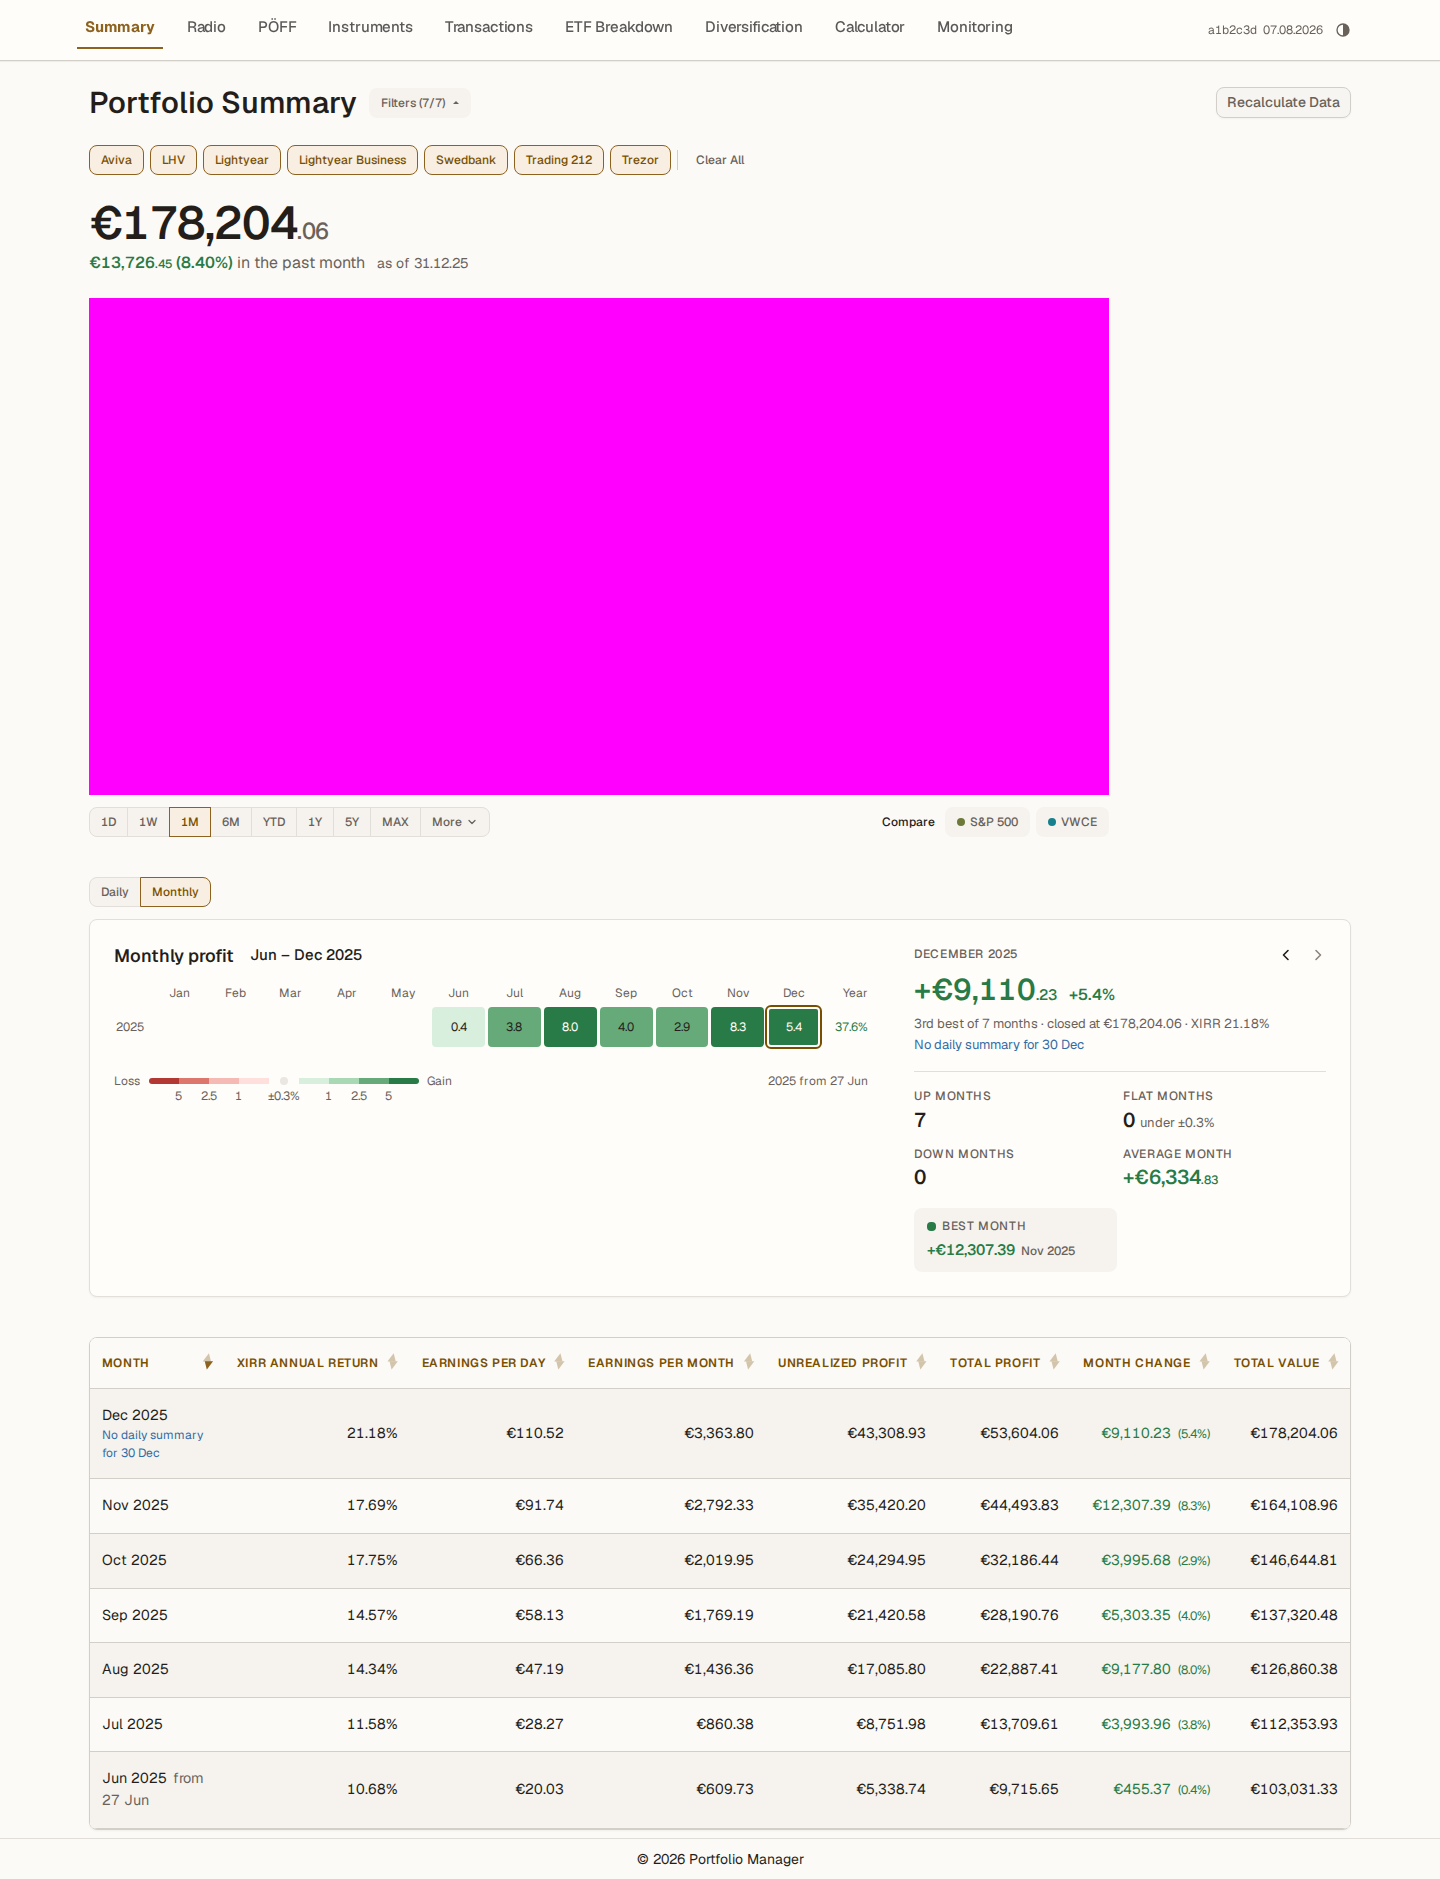 Summary Radio PÖFF Instruments Transactions ETF Breakdown Diversification Calculator Monitoring a1b2c3d 07.08.2026
Portfolio Summary Filters (7/7) Recalculate Data
Aviva LHV Lightyear Lightyear Business Swedbank Trading 212 Trezor Clear All
€178,204.06
€13,726.45 (8.40%) in the past month as of 31.12.25
1D 1W 1M 6M YTD 1Y 5Y MAX More Compare S&P 500 VWCE
Daily Monthly
Monthly profit Jun – Dec 2025
Jan Feb Mar Apr May Jun Jul Aug Sep Oct Nov Dec Year
2025 0.4 3.8 8.0 4.0 2.9 8.3 5.4 37.6%
Loss Gain 2025 from 27 Jun
5 2.5 1 ±0.3% 1 2.5 5
DECEMBER 2025
+€9,110.23 +5.4%
3rd best of 7 months · closed at €178,204.06 · XIRR 21.18%
No daily summary for 30 Dec
UP MONTHS FLAT MONTHS
7 0 under ±0.3%
DOWN MONTHS AVERAGE MONTH
0 +€6,334.83
BEST MONTH
+€12,307.39 Nov 2025
MONTH XIRR ANNUAL RETURN EARNINGS PER DAY EARNINGS PER MONTH UNREALIZED PROFIT TOTAL PROFIT MONTH CHANGE TOTAL VALUE
Dec 2025
No daily summary
for 30 Dec
21.18% €110.52 €3,363.80 €43,308.93 €53,604.06 €9,110.23 (5.4%) €178,204.06
Nov 2025 17.69% €91.74 €2,792.33 €35,420.20 €44,493.83 €12,307.39 (8.3%) €164,108.96
Oct 2025 17.75% €66.36 €2,019.95 €24,294.95 €32,186.44 €3,995.68 (2.9%) €146,644.81
Sep 2025 14.57% €58.13 €1,769.19 €21,420.58 €28,190.76 €5,303.35 (4.0%) €137,320.48
Aug 2025 14.34% €47.19 €1,436.36 €17,085.80 €22,887.41 €9,177.80 (8.0%) €126,860.38
Jul 2025 11.58% €28.27 €860.38 €8,751.98 €13,709.61 €3,993.96 (3.8%) €112,353.93
Jun 2025 from
27 Jun
10.68% €20.03 €609.73 €5,338.74 €9,715.65 €455.37 (0.4%) €103,031.33
© 2026 Portfolio Manager